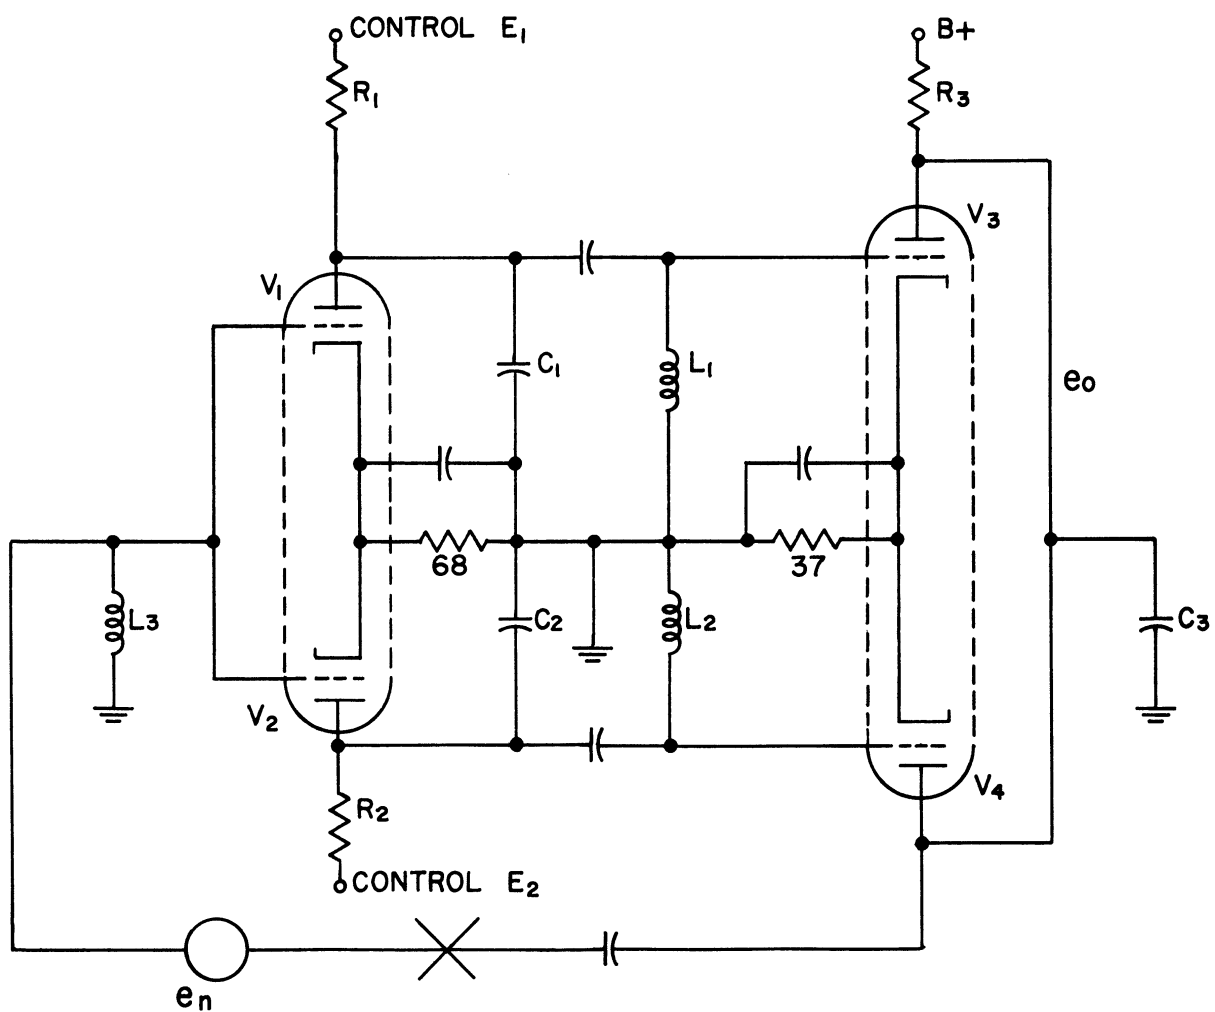 CONTROL E1
B+
R1
R3
V3
V1
C1
L1
eo
68
37
L3
C2
L2
C3
V2
V4
R2
CONTROL E2
en